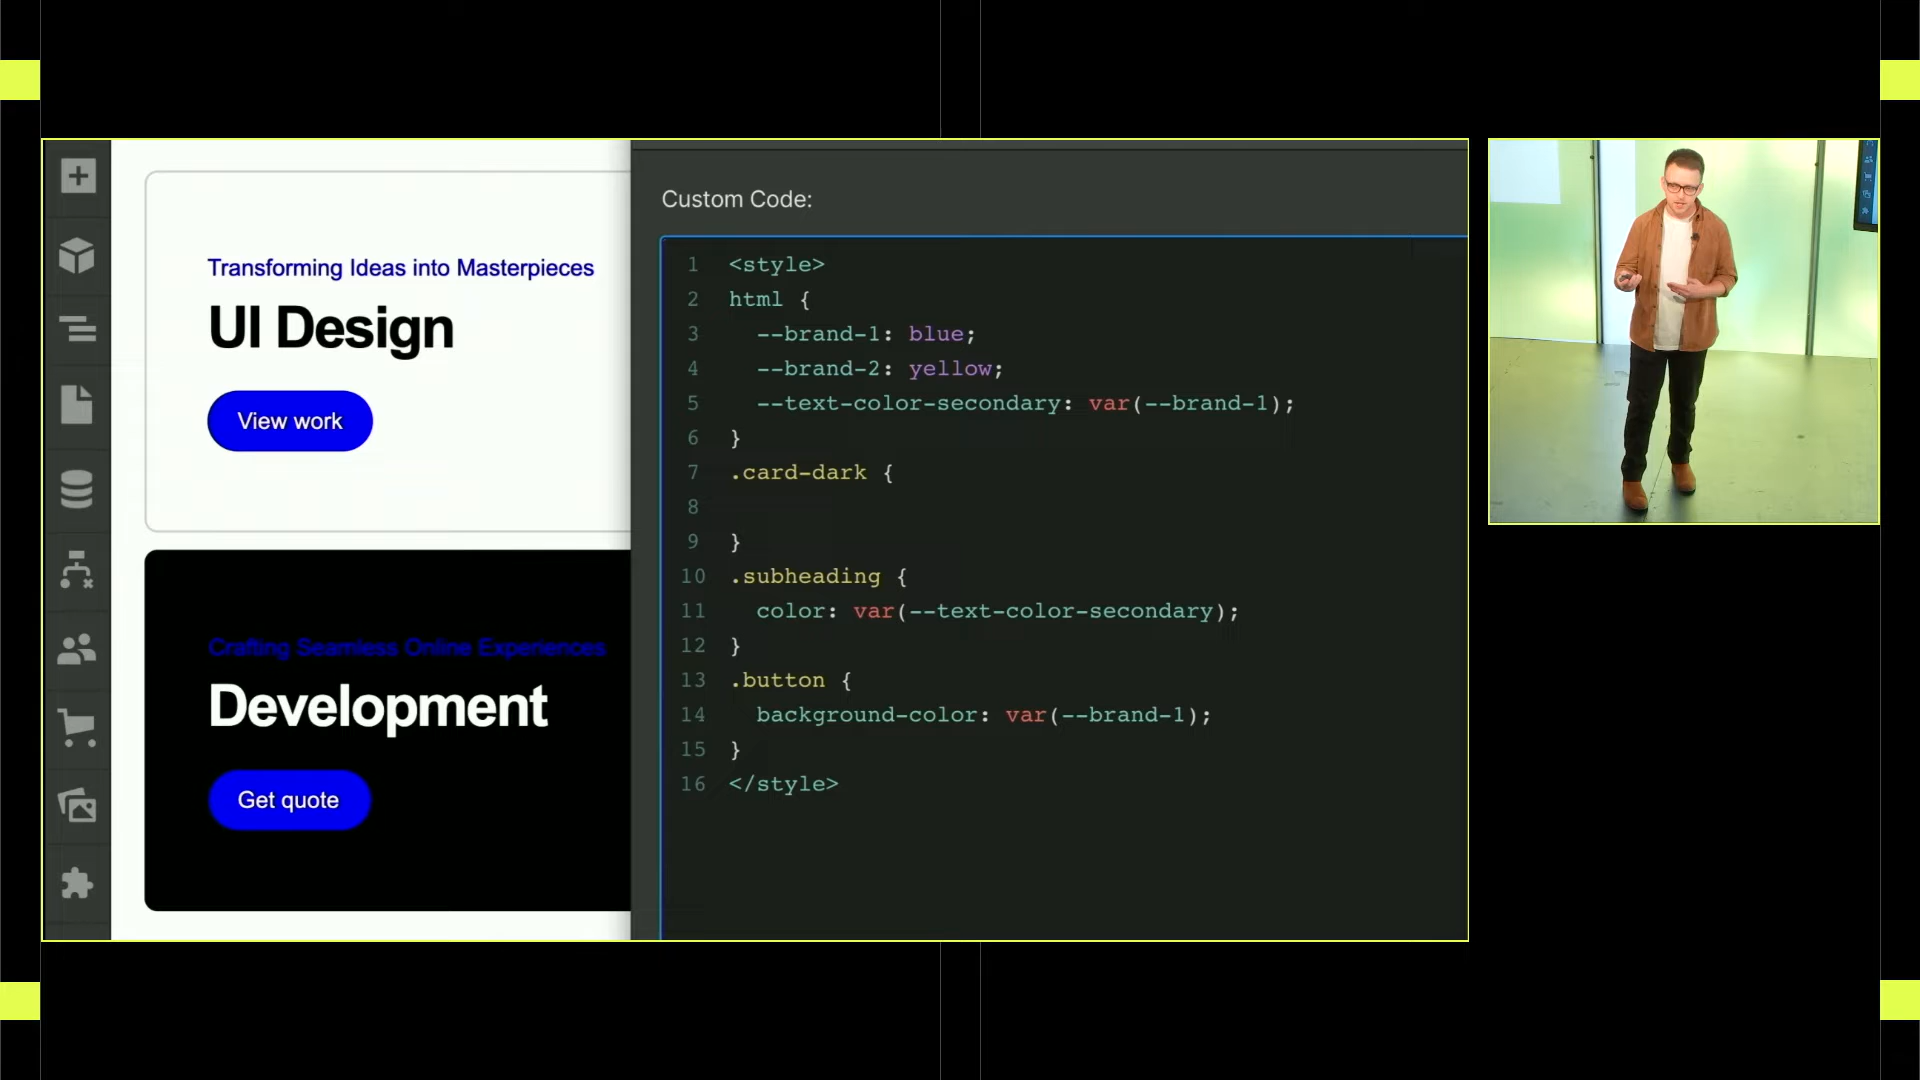 Transforming Ideas into Masterpieces
UI Design
View work
Crafting Seamless Online Experiences
Development
Get quote
Custom Code:
1 <style>
2 html {
3   --brand-1: blue;
4   --brand-2: yellow;
5   --text-color-secondary: var(--brand-1);
6 }
7 .card-dark {
8
9 }
10 .subheading {
11   color: var(--text-color-secondary);
12 }
13 .button {
14   background-color: var(--brand-1);
15 }
16 </style>